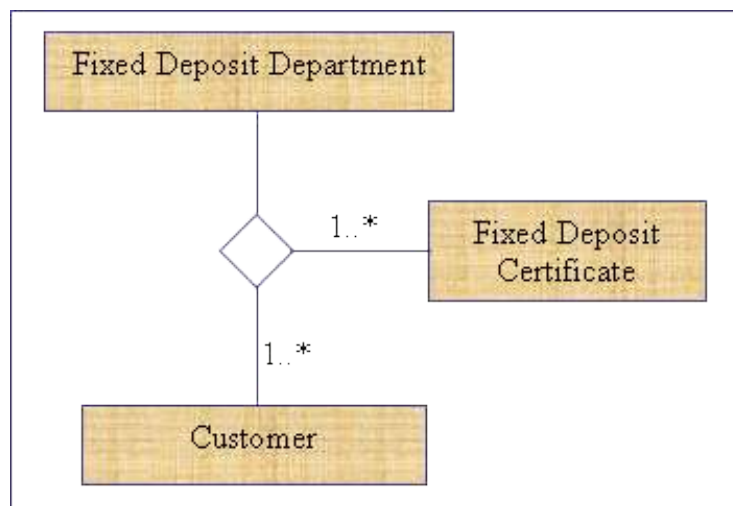 Fixed Deposit Department
1..*
Fixed Deposit
Certificate
1..*
Customer